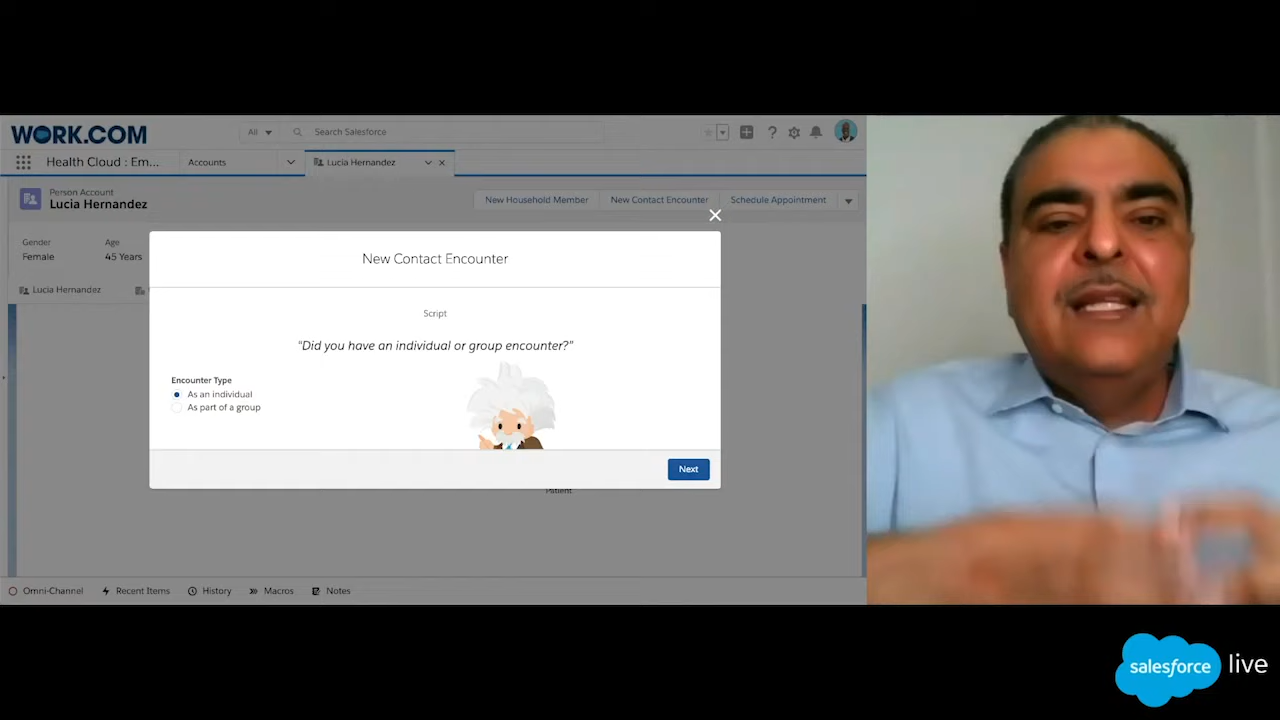 WORK.COM
All
Search Salesforce
Health Cloud : Em...
Accounts
Lucia Hernandez
Person Account
Lucia Hernandez
New Household Member
New Contact Encounter
Schedule Appointment
Gender
Age
Female
45 Years
Lucia Hernandez
New Contact Encounter
Script
"Did you have an individual or group encounter?"
Encounter Type
As an individual
As part of a group
Next
Patient
Omni-Channel
Recent Items
History
Macros
Notes
salesforce live